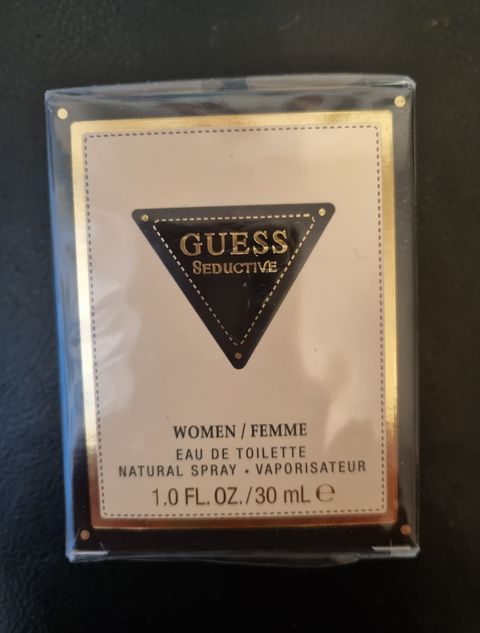 GUESS
SEDUCTIVE
WOMEN / FEMME
EAU DE TOILETTE
NATURAL SPRAY • VAPORISATEUR
1.0 FL. OZ. / 30 mL ℮